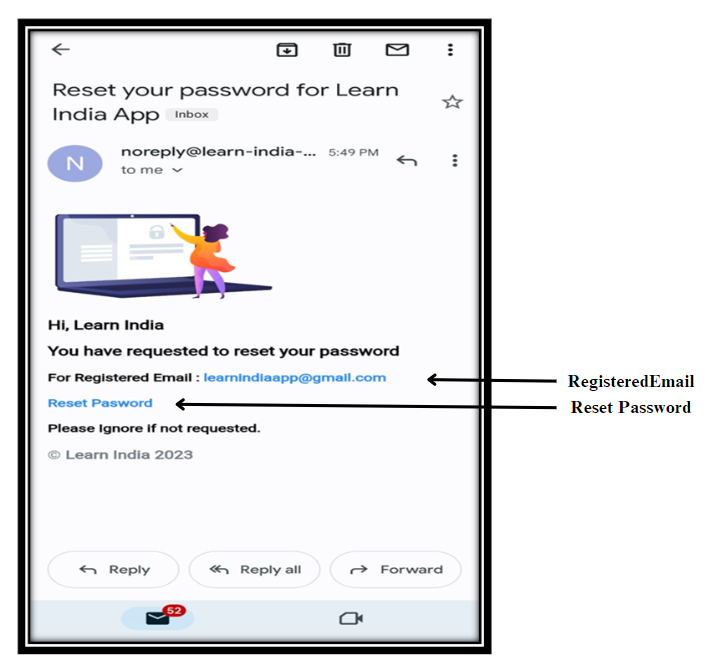 Reset your password for Learn
India App Inbox
N
noreply@learn-india-... 5:49 PM
to me
Hi, Learn India
You have requested to reset your password
For Registered Email : learnindiaapp@gmail.com
RegisteredEmail
Reset Pasword
Reset Password
Please Ignore if not requested.
© Learn India 2023
Reply Reply all Forward
52